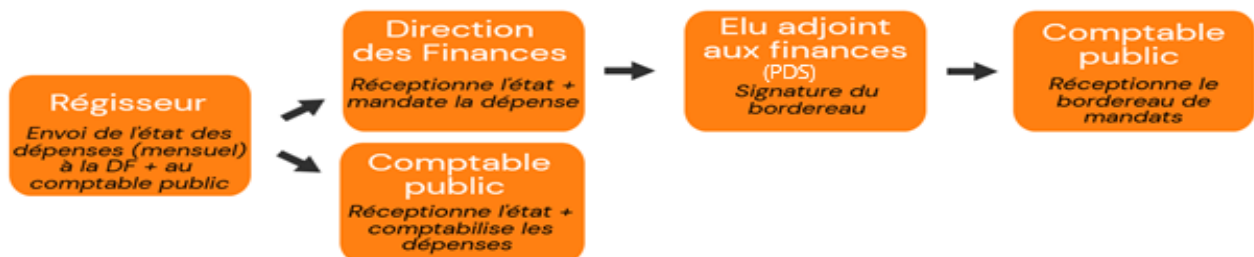 Régisseur
Envoi de l'état des
dépenses (mensuel)
à la DF + au
comptable public
Direction
des Finances
Réceptionne l'état +
mandate la dépense
Comptable
public
Réceptionne l'état +
comptabilise les
dépenses
Elu adjoint
aux finances
(PDS)
Signature du
bordereau
Comptable
public
Réceptionne le
bordereau de
mandats